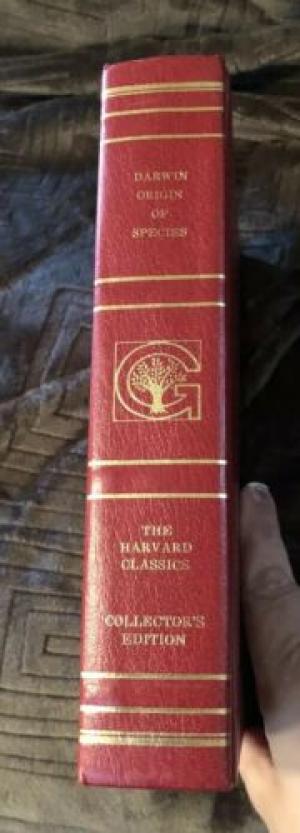 DARWIN
ORIGIN
OF
SPECIES
G
THE
HARVARD
CLASSICS
COLLECTOR'S
EDITION